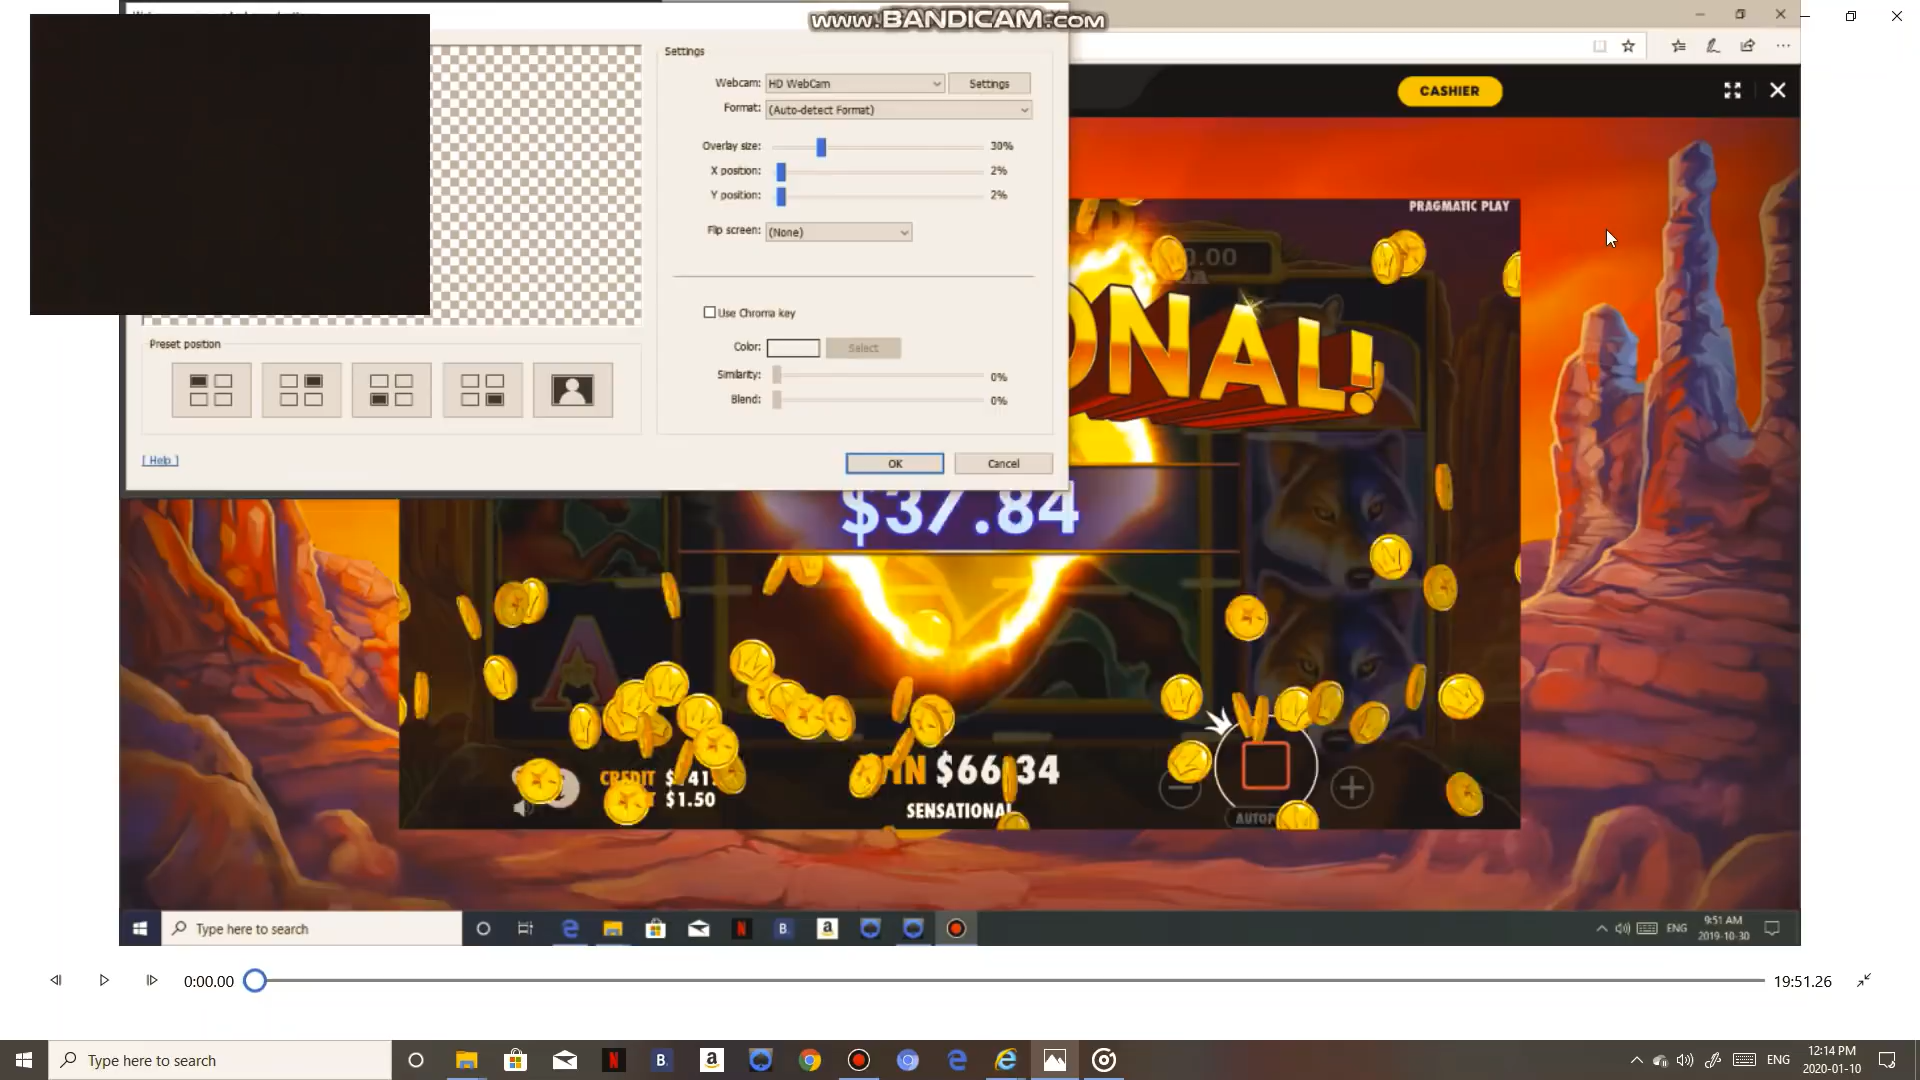 www.BANDICAM.com
Settings
Webcam: HD WebCam Settings
Format: (Auto-detect Format)
Overlay size: 30%
X position: 2%
Y position: 2%
Flip screen: (None)
Use Chroma key
Color: Select
Similarity: 0%
Blend: 0%
Preset position
[ Help ]
OK Cancel
CASHIER
PRAGMATIC PLAY
ONAL!
$37.84
CREDIT
$1.50
WIN $66.34
SENSATIONAL
Type here to search
B.
a
N
ENG
9:51 AM
2019-10-30
0:00.00
19:51.26
Type here to search
N
B.
a
ENG
12:14 PM
2020-01-10